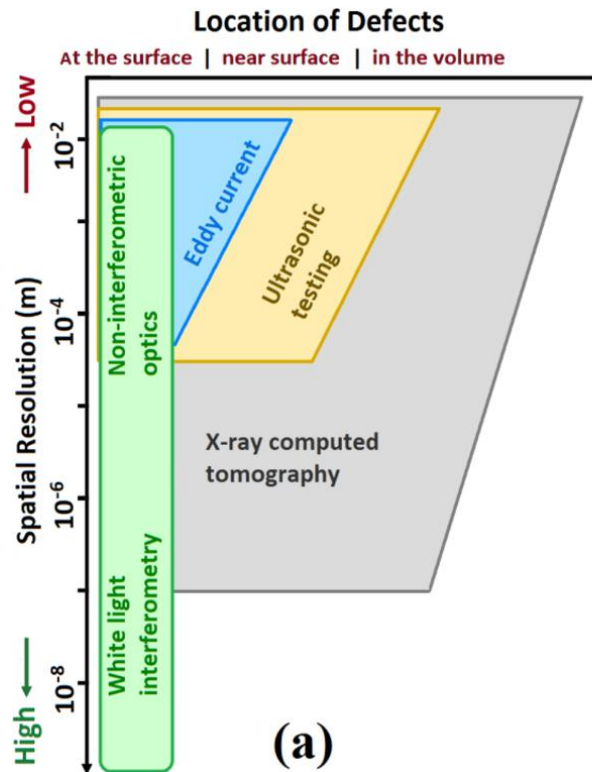 Location of Defects
At the surface | near surface | in the volume
Low
10-2
10-4
10-6
10-8
High
Spatial Resolution (m)
Non-interferometric
optics
White light
interferometry
Eddy current
Ultrasonic
testing
X-ray computed
tomography
(a)